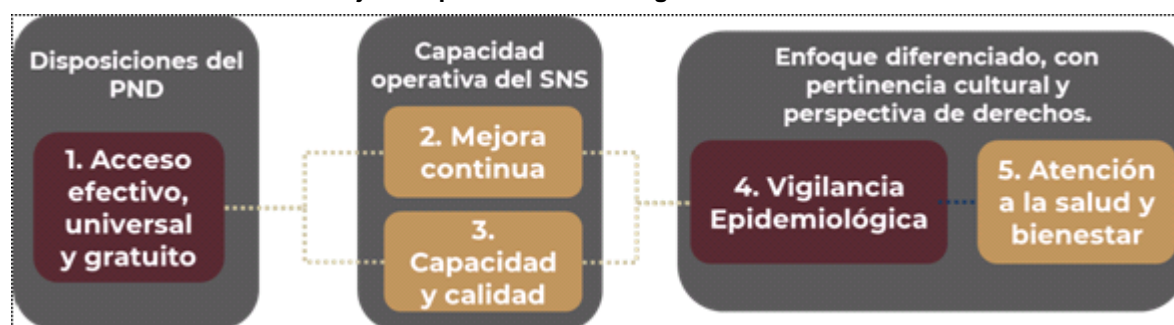 Disposiciones del
PND
1. Acceso
efectivo,
universal
y gratuito
Capacidad
operativa del SNS
2. Mejora
continua
3.
Capacidad
y calidad
Enfoque diferenciado, con
pertinencia cultural y
perspectiva de derechos.
4. Vigilancia
Epidemiológica
5. Atención
a la salud y
bienestar